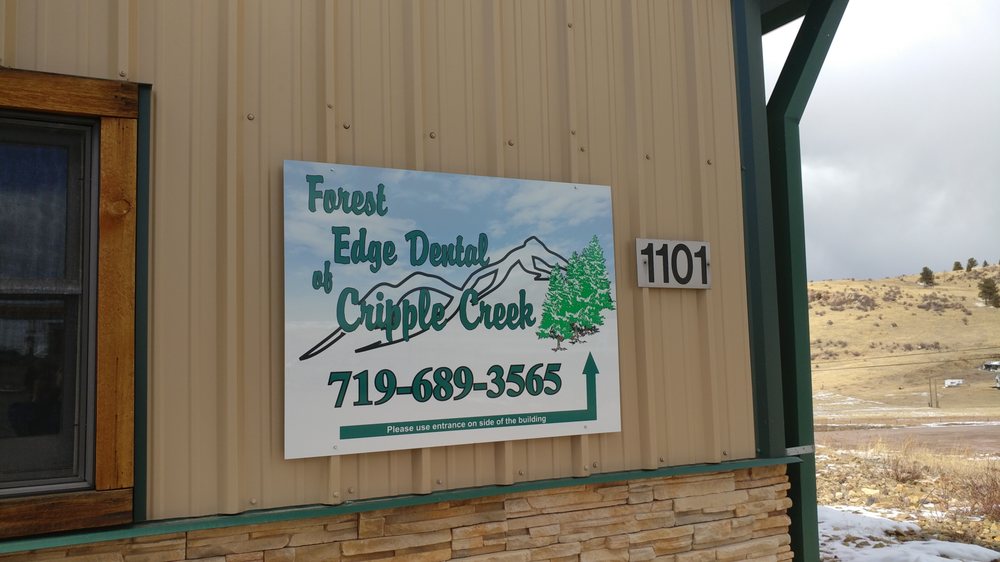 Forest
Edge Dental
of
Cripple Creek
719-689-3565
Please use entrance on side of the building
1101